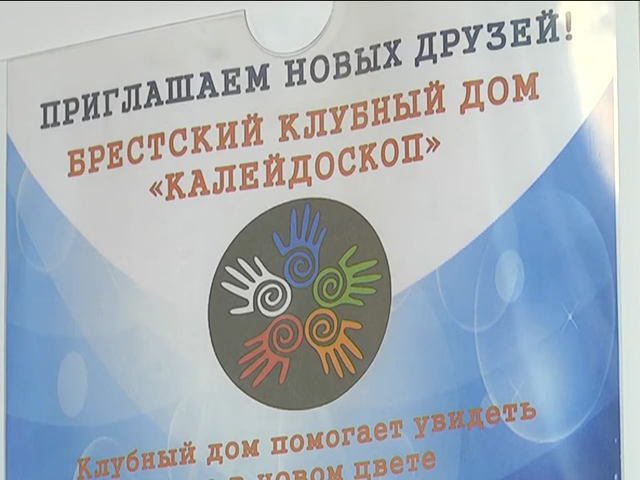 ПРИГЛАШАЕМ НОВЫХ ДРУЗЕЙ!
БРЕСТСКИЙ КЛУБНЫЙ ДОМ
«КАЛЕЙДОСКОП»
Клубный дом помогает увидеть
в новом цвете